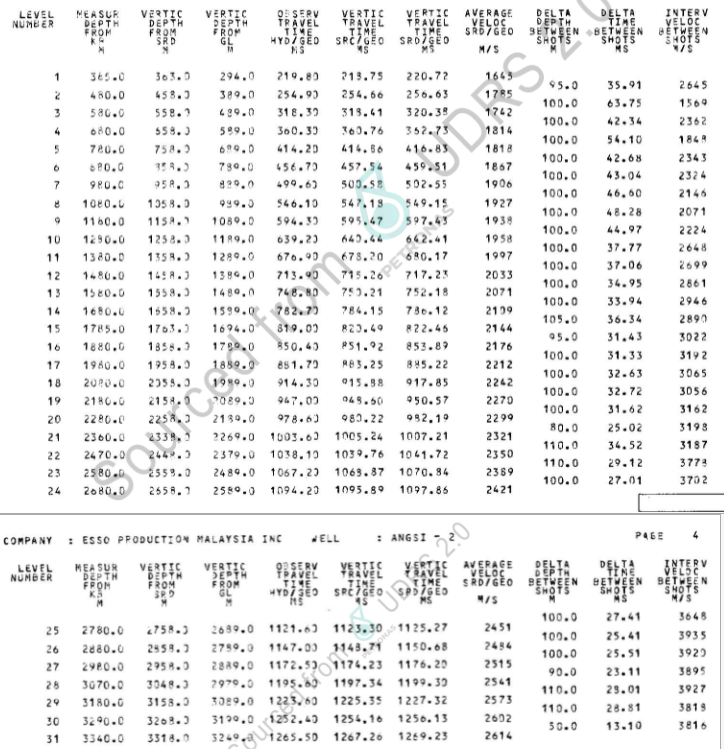 LEVEL NUMBER MEASUR DEPTH FROM KB M VERTIC DEPTH FROM SRD M VERTIC DEPTH FROM GL M OBSERV TRAVEL TIME HYD/GEO MS VERTIC TRAVEL TIME SRC/GEO MS VERTIC TRAVEL TIME SRD/GEO MS AVERAGE VELOC SRD/GEO M/S DELTA DEPTH BETWEEN SHOTS M DELTA TIME BETWEEN SHOTS MS INTERV VELOC BETWEEN SHOTS M/S
1 385.0 363.0 294.0 219.80 218.75 220.72 1645
95.0 35.91 2645
2 480.0 458.0 389.0 254.90 254.66 256.63 1785
100.0 63.75 1569
3 580.0 558.0 489.0 318.30 318.41 320.38 1742
100.0 42.34 2362
4 680.0 658.0 589.0 360.30 360.76 362.73 1814
100.0 54.10 1848
5 780.0 758.0 689.0 414.20 414.86 416.83 1818
100.0 42.68 2343
6 880.0 858.0 789.0 456.70 457.54 459.51 1867
100.0 43.04 2324
7 980.0 958.0 889.0 499.60 500.58 502.55 1906
100.0 46.60 2146
8 1080.0 1058.0 989.0 546.10 547.18 549.15 1927
100.0 48.28 2071
9 1180.0 1158.0 1089.0 594.30 595.47 597.43 1938
100.0 44.97 2224
10 1280.0 1258.0 1189.0 639.20 640.44 642.41 1958
100.0 37.77 2648
11 1380.0 1358.0 1289.0 676.90 678.20 680.17 1997
100.0 37.06 2699
12 1480.0 1458.0 1389.0 713.90 715.26 717.23 2033
100.0 34.95 2861
13 1580.0 1558.0 1489.0 748.80 750.21 752.18 2071
100.0 33.94 2946
14 1680.0 1658.0 1589.0 782.70 784.15 786.12 2109
105.0 36.34 2890
15 1785.0 1763.0 1694.0 819.00 820.49 822.46 2144
95.0 31.43 3022
16 1880.0 1858.0 1789.0 850.40 851.92 853.89 2176
100.0 31.33 3192
17 1980.0 1958.0 1889.0 881.70 883.25 885.22 2212
100.0 32.63 3065
18 2080.0 2058.0 1989.0 914.30 915.88 917.85 2242
100.0 32.72 3056
19 2180.0 2158.0 2089.0 947.00 948.60 950.57 2270
100.0 31.62 3162
20 2280.0 2258.0 2189.0 978.60 980.22 982.19 2299
80.0 25.02 3198
21 2360.0 2338.0 2269.0 1003.60 1005.24 1007.21 2321
110.0 34.52 3187
22 2470.0 2448.0 2379.0 1038.10 1039.76 1041.72 2350
110.0 29.12 3778
23 2580.0 2558.0 2489.0 1067.20 1068.87 1070.84 2389
100.0 27.01 3702
24 2680.0 2658.0 2589.0 1094.20 1095.89 1097.86 2421
COMPANY : ESSO PRODUCTION MALAYSIA INC WELL : ANGSI - 2 PAGE 4
LEVEL NUMBER MEASUR DEPTH FROM KB M VERTIC DEPTH FROM SRD M VERTIC DEPTH FROM GL M OBSERV TRAVEL TIME HYD/GEO MS VERTIC TRAVEL TIME SRC/GEO MS VERTIC TRAVEL TIME SRD/GEO MS AVERAGE VELOC SRD/GEO M/S DELTA DEPTH BETWEEN SHOTS M DELTA TIME BETWEEN SHOTS MS INTERV VELOC BETWEEN SHOTS M/S
100.0 27.41 3648
25 2780.0 2758.0 2689.0 1121.60 1123.30 1125.27 2451
100.0 25.41 3935
26 2880.0 2858.0 2789.0 1147.00 1148.71 1150.68 2484
100.0 25.51 3920
27 2980.0 2958.0 2889.0 1172.50 1174.23 1176.20 2515
90.0 23.11 3895
28 3070.0 3048.0 2979.0 1195.60 1197.34 1199.30 2541
110.0 28.01 3927
29 3180.0 3158.0 3089.0 1223.60 1225.35 1227.32 2573
110.0 28.81 3818
30 3290.0 3268.0 3199.0 1252.40 1254.16 1256.13 2602
50.0 13.10 3816
31 3340.0 3318.0 3249.0 1265.50 1267.26 1269.23 2614
Sourced from PETRONAS UDRS 2.0
Sourced from PETRONAS UDRS 2.0